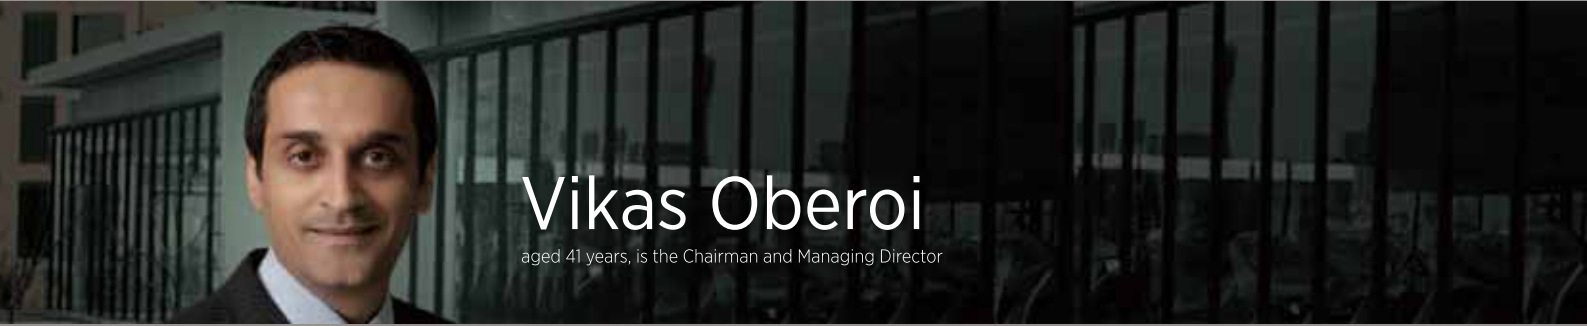 Vikas Oberoi
aged 41 years, is the Chairman and Managing Director